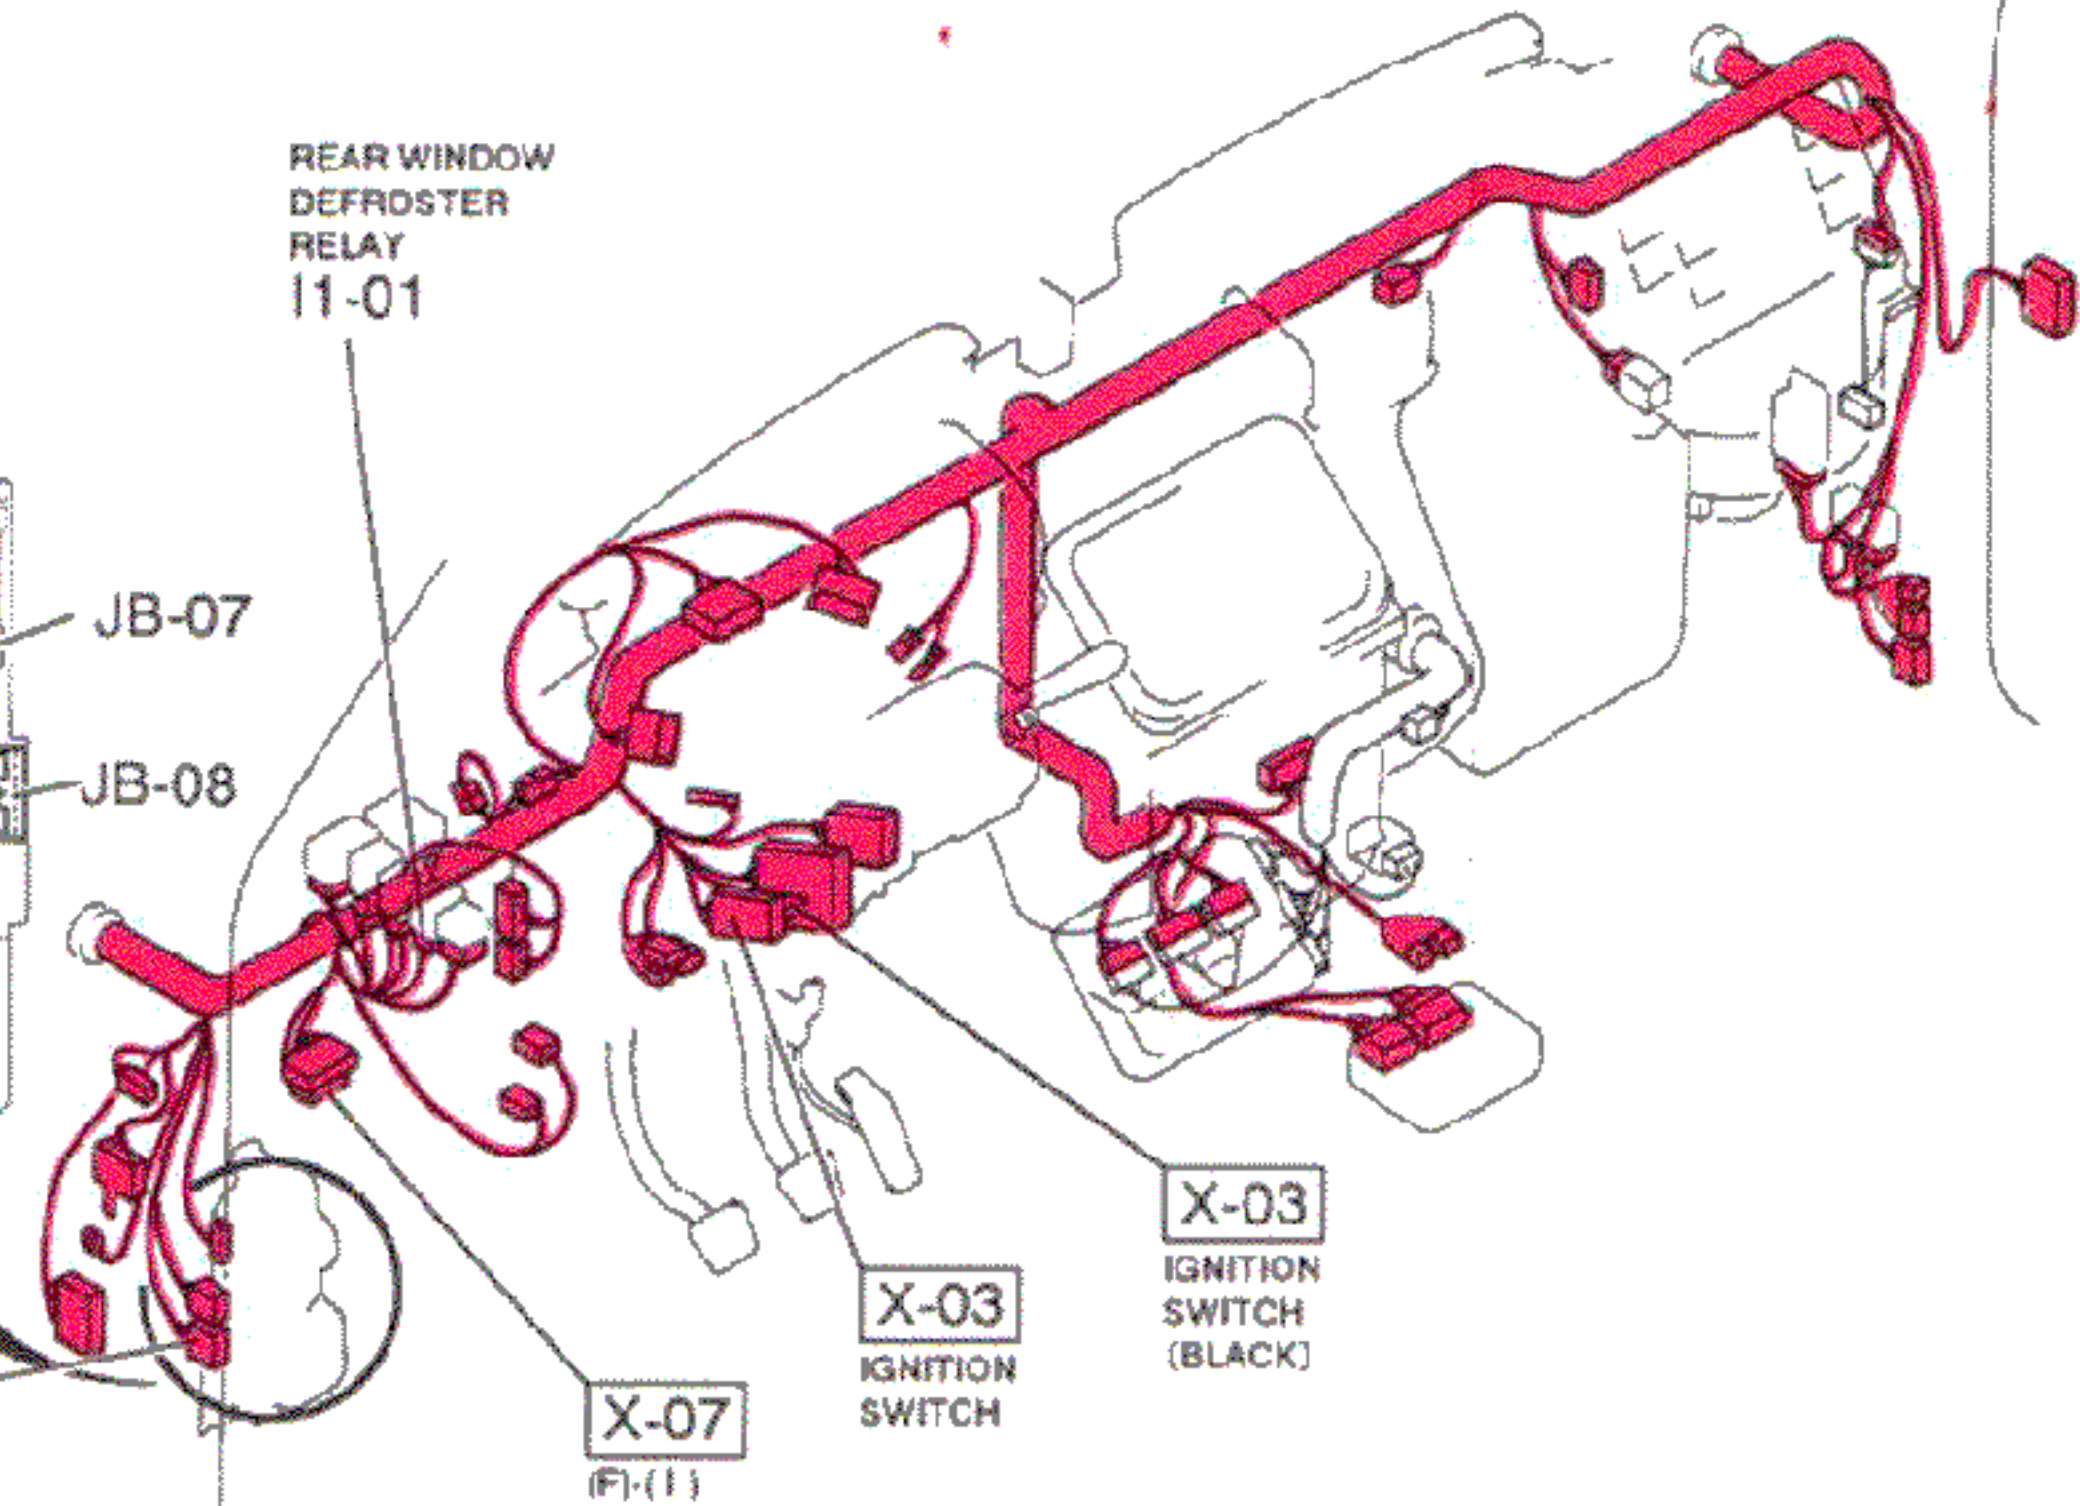 REAR WINDOW
DEFROSTER
RELAY
I1-01
JB-07
JB-08
X-03
IGNITION
SWITCH
(BLACK)
X-03
IGNITION
SWITCH
X-07
(F)-(I)